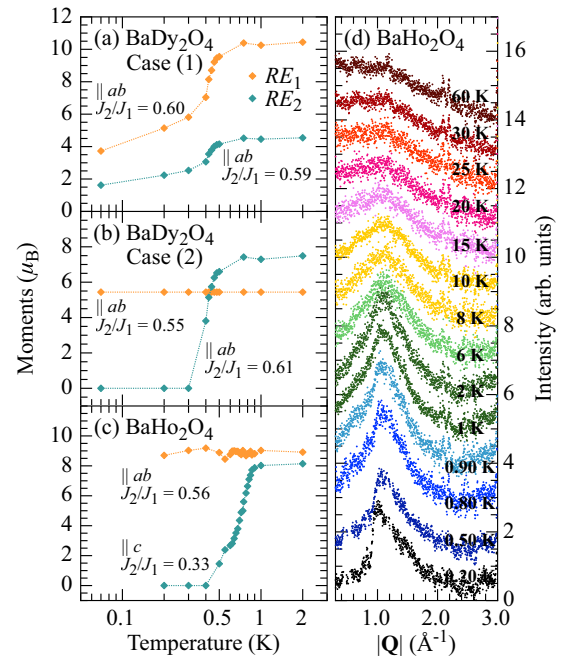 (a) BaDy₂O₄
Case (1)
RE₁
RE₂
|| ab
J₂/J₁ = 0.60
|| ab
J₂/J₁ = 0.59
12
10
8
6
4
2
0
(b) BaDy₂O₄
Case (2)
|| ab
J₂/J₁ = 0.55
|| ab
J₂/J₁ = 0.61
8
6
4
2
0
(c) BaHo₂O₄
|| ab
J₂/J₁ = 0.56
|| c
J₂/J₁ = 0.33
10
8
6
4
2
0
Moments (μB)
0.1
0.5
1
2
Temperature (K)
(d) BaHo₂O₄
60 K
30 K
25 K
20 K
15 K
10 K
8 K
6 K
2 K
1 K
0.90 K
0.80 K
0.50 K
0.20 K
16
14
12
10
8
6
4
2
0
Intensity (arb. units)
1.0
2.0
3.0
|Q| (Å⁻¹)